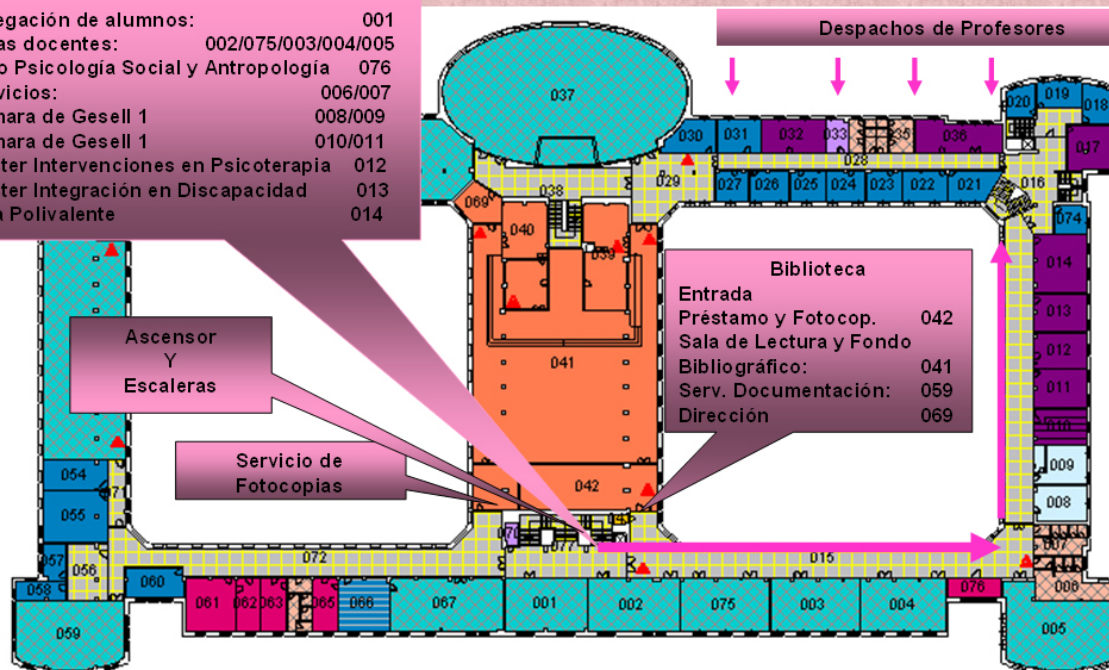 egación de alumnos: 001
as docentes: 002/075/003/004/005
o Psicología Social y Antropología 076
vicios: 006/007
mara de Gesell 1 008/009
mara de Gesell 1 010/011
ter Intervenciones en Psicoterapia 012
ter Integración en Discapacidad 013
a Polivalente 014
Despachos de Profesores
037
020 019 018
030 031 032 033 035 036
017
028
038 029
027 026 025 024 023 022 021 016
069
040
039
074
014
Biblioteca
Entrada
Préstamo y Fotocop. 042
Sala de Lectura y Fondo
Bibliográfico: 041
Serv. Documentación: 059
Dirección 069
013
Ascensor
Y
Escaleras
041
012
011
010
Servicio de
Fotocopias
054
009
042
055
008
072
077
015
007
057
056
006
058
060
061 062 063 065 066 067 001 002 075 003 004 076
059
005